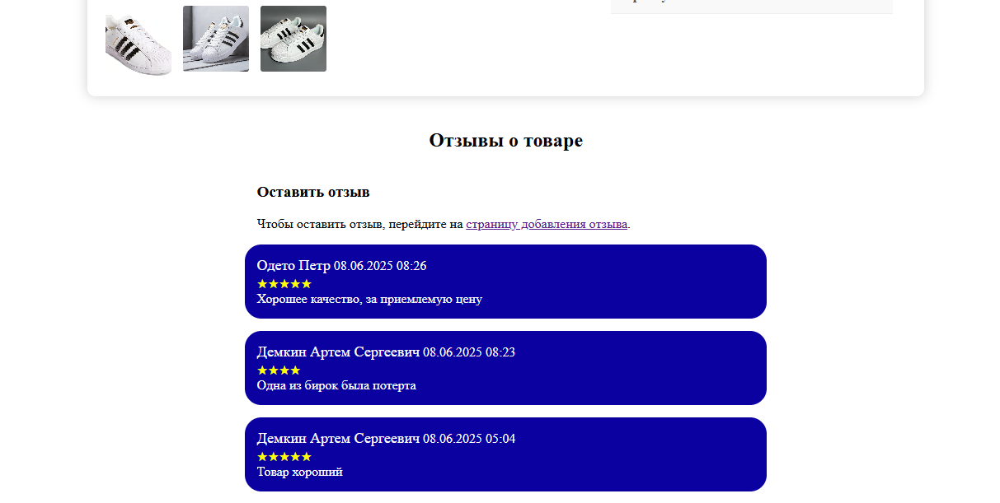 Отзывы о товаре
Оставить отзыв
Чтобы оставить отзыв, перейдите на страницу добавления отзыва.
Одето Петр 08.06.2025 08:26
★★★★★
Хорошее качество, за приемлемую цену
Демкин Артем Сергеевич 08.06.2025 08:23
★★★★
Одна из бирок была потерта
Демкин Артем Сергеевич 08.06.2025 05:04
★★★★★
Товар хороший